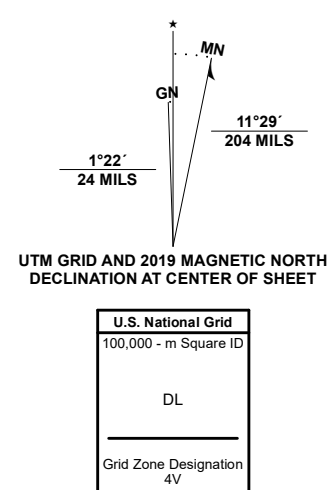 ★
MN
GN
11°29´
204 MILS
1°22´
24 MILS
UTM GRID AND 2019 MAGNETIC NORTH
DECLINATION AT CENTER OF SHEET
U.S. National Grid
100,000 - m Square ID
DL
Grid Zone Designation
4V